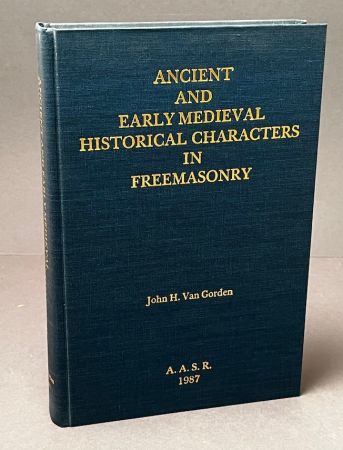 ANCIENT
AND
EARLY MEDIEVAL
HISTORICAL CHARACTERS
IN
FREEMASONRY
John H. Van Gorden
A. A. S. R.
1987